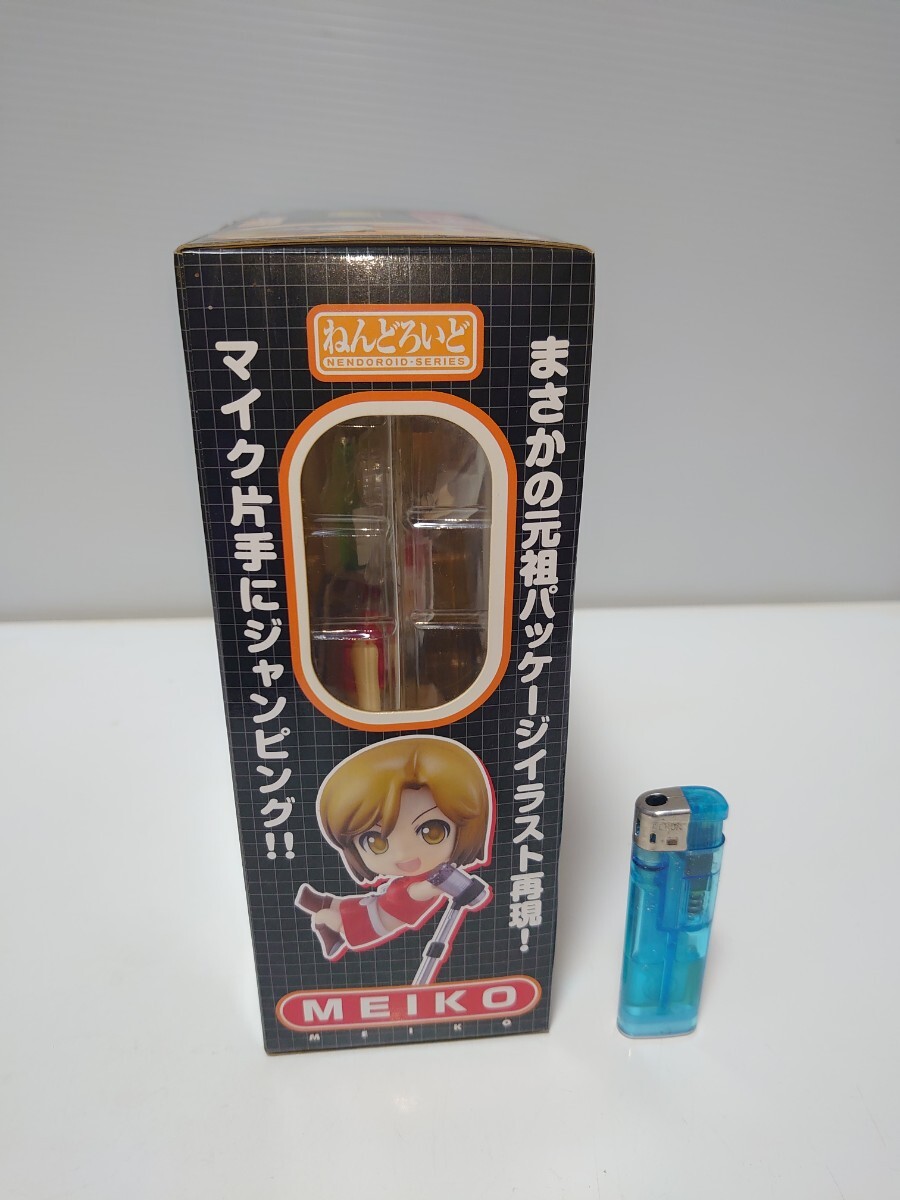 ねんどろいど
NENDOROID-SERIES
まさかの元祖パッケージイラスト再現!
マイク片手にジャンピング!!
MEIKO
MEIKO